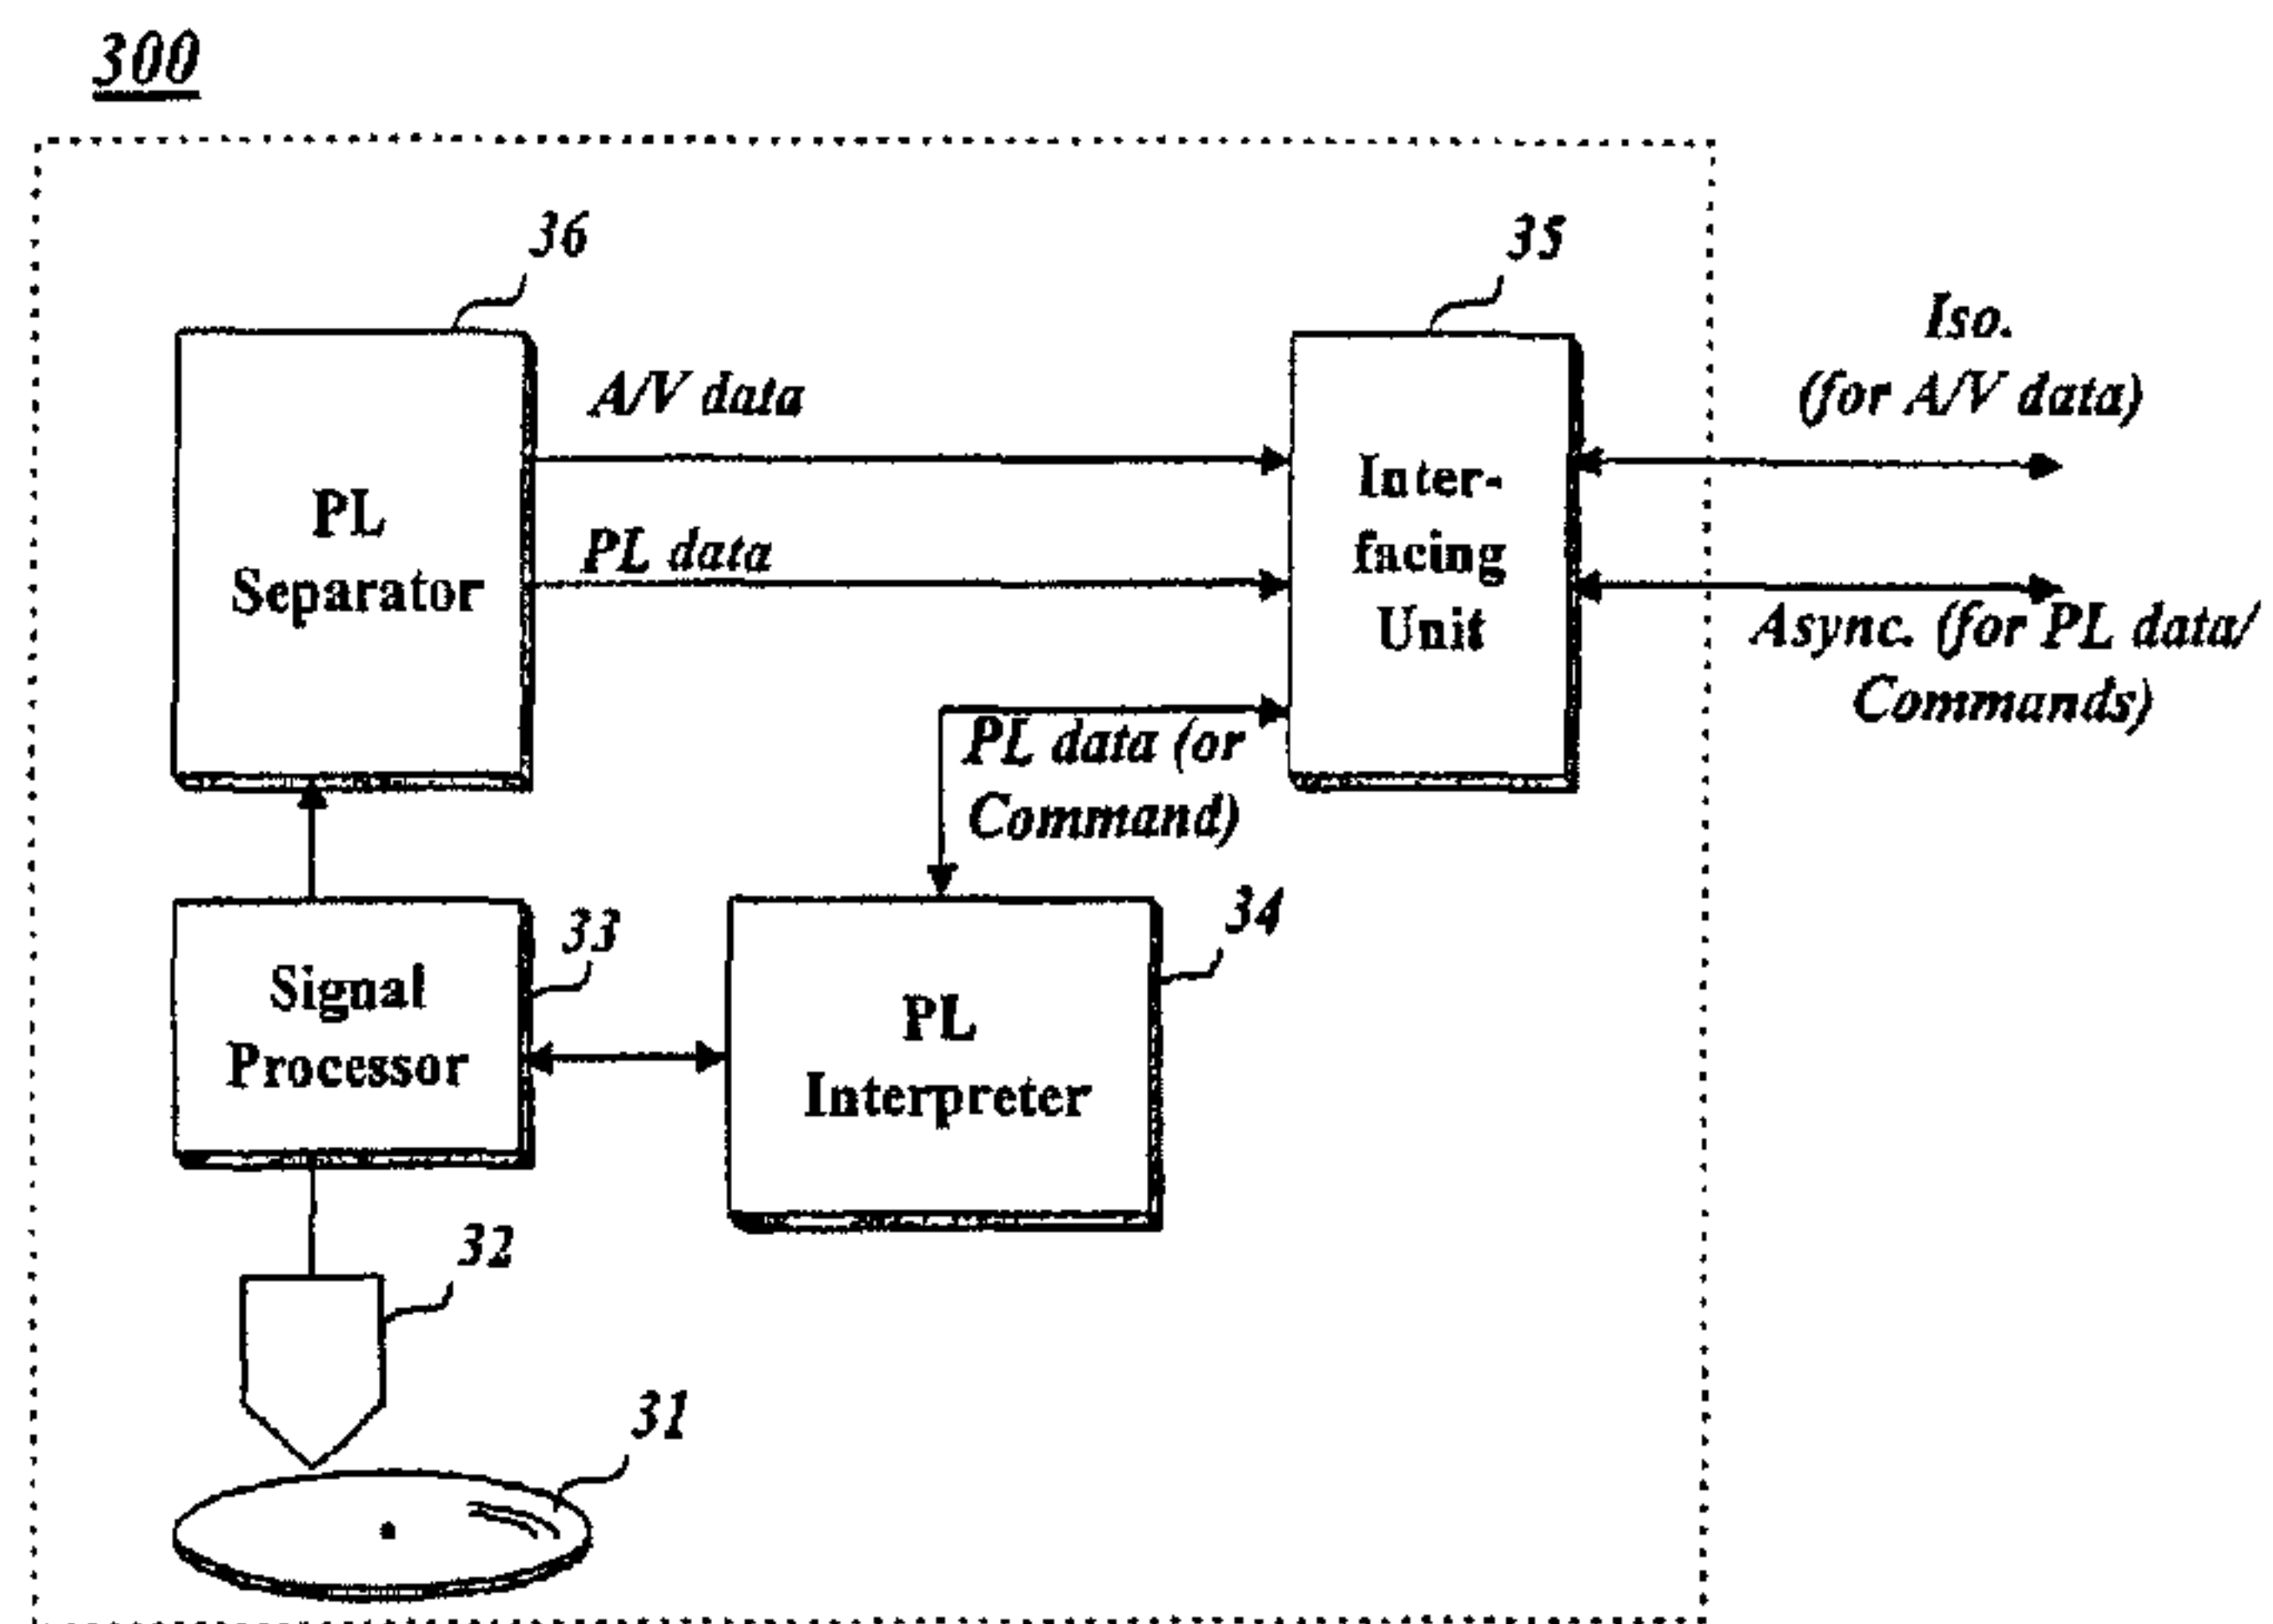 300
36
35
Iso.
(for A/V data)
A/V data
PL
Separator
PL data
Inter-
facing
Unit
Async. (for PL data/
Commands)
PL data (or
Command)
33
34
Signal
Processor
PL
Interpreter
32
31